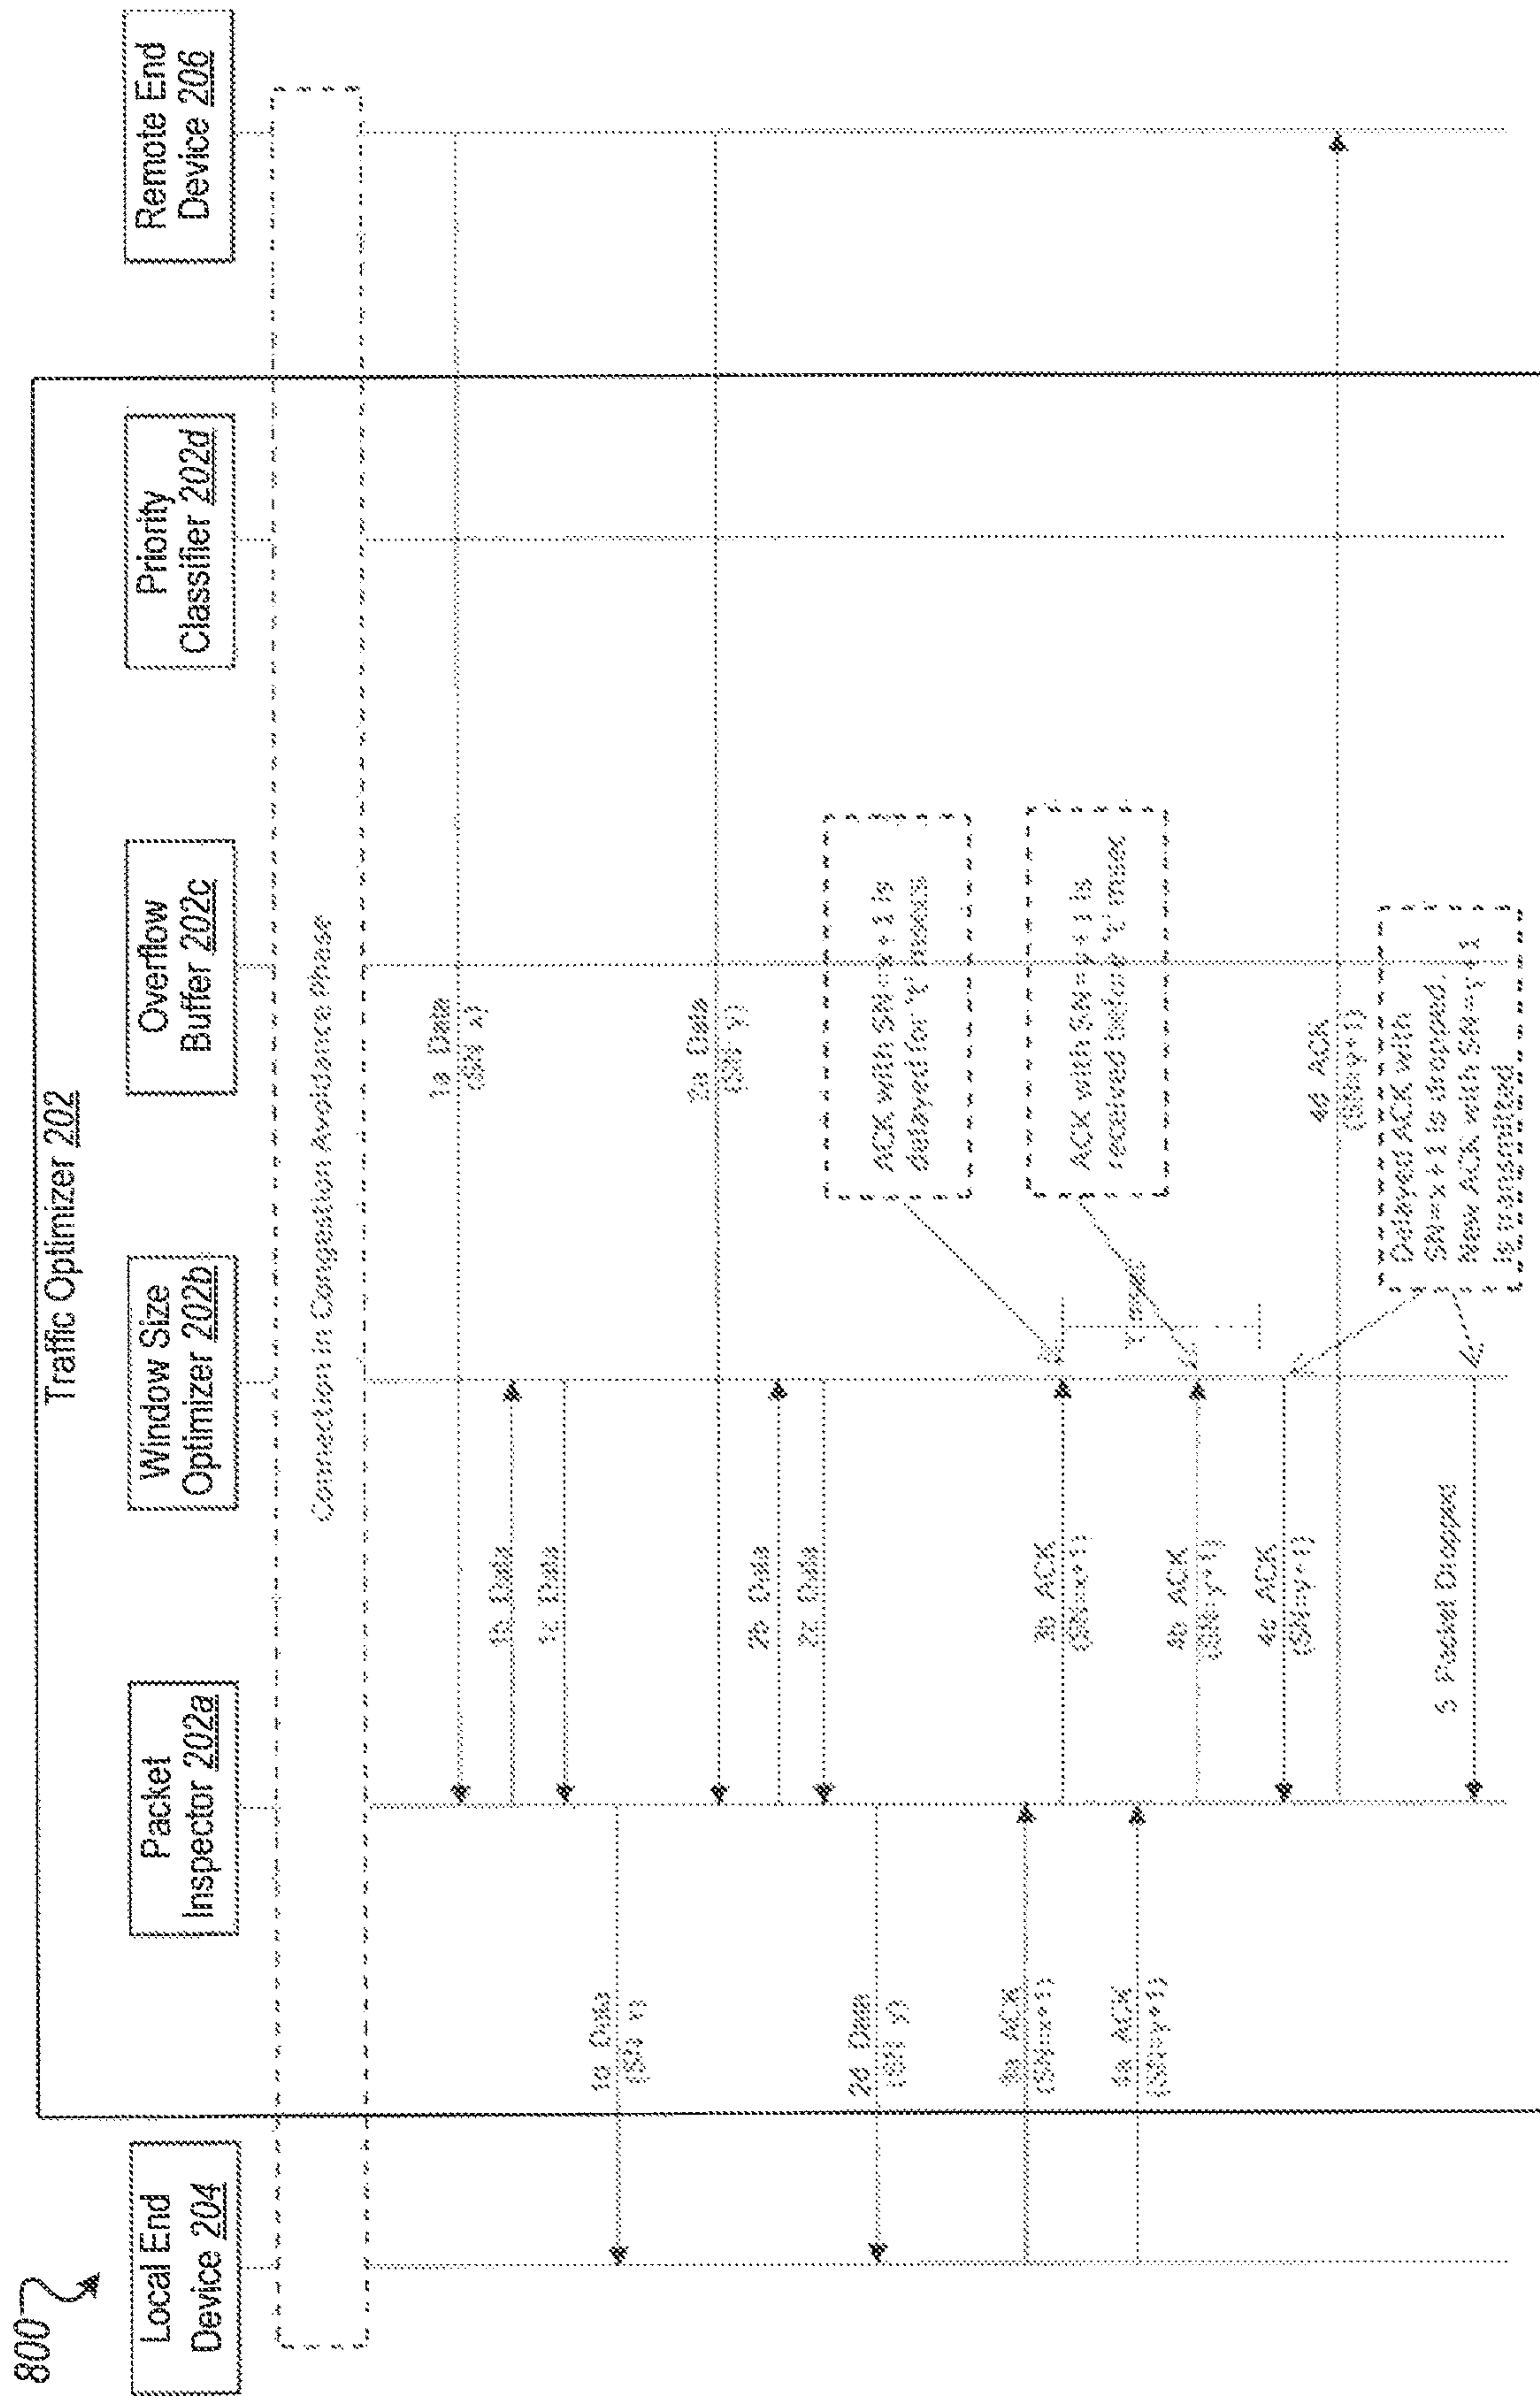 800
Traffic Optimizer 202
Local End
Device 204
Packet
Inspector 202a
Window Size
Optimizer 202b
Overflow
Buffer 202c
Priority
Classifier 202d
Remote End
Device 206
Connection in Congestion Avoidance Phase
1a Data
(SN x)
1b Data
1c Data
1d Data
(SN x)
2a Data
(SN y)
2b Data
2c Data
2d Data
(SN y)
ACK with SN=x+1 is
delayed for 't' msecs
3a ACK
(SN=x+1)
3b ACK
(SN=x+1)
ACK with SN=y+1 is
received before 't' msec
4a ACK
(SN=y+1)
4b ACK
(SN=y+1)
4c ACK
(SN=y+1)
4d ACK
(SN=y+1)
Delayed ACK with
SN=x+1 is dropped.
New ACK with SN=y+1
is transmitted
5 Packet Dropped